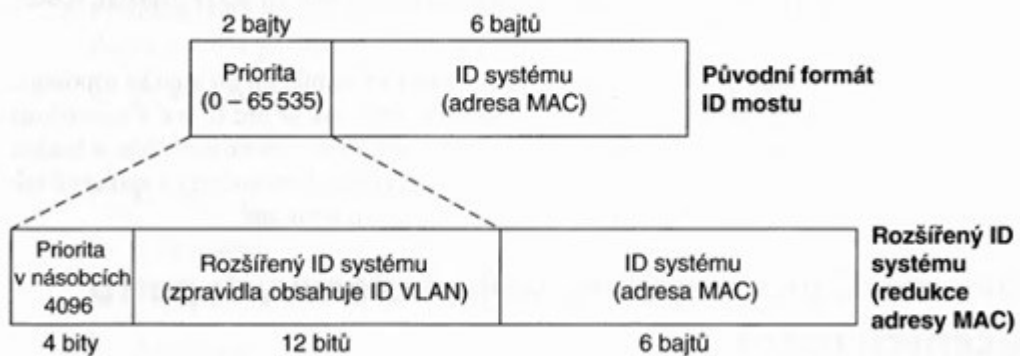 2 bajty
6 bajtů
Priorita
(0 – 65 535)
ID systému
(adresa MAC)
Původní formát
ID mostu
Priorita
v násobcích
4096
Rozšířený ID systému
(zpravidla obsahuje ID VLAN)
ID systému
(adresa MAC)
Rozšířený ID
systému
(redukce
adresy MAC)
4 bity
12 bitů
6 bajtů